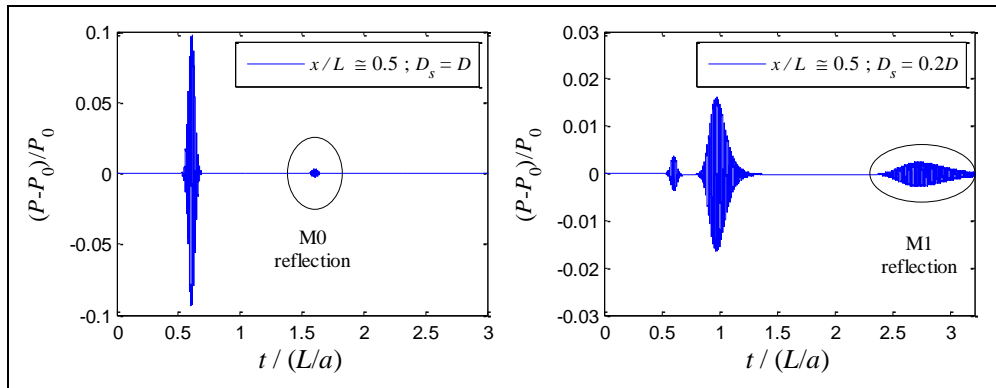 0.1
0.05
0
-0.05
-0.1
(P-P0)/P0
x / L ≅ 0.5 ; Ds = D
M0
reflection
0 0.5 1 1.5 2 2.5 3
t / (L/a)
0.03
0.02
0.01
0
-0.01
-0.02
-0.03
(P-P0)/P0
x / L ≅ 0.5 ; Ds = 0.2D
M1
reflection
0 0.5 1 1.5 2 2.5 3
t / (L/a)